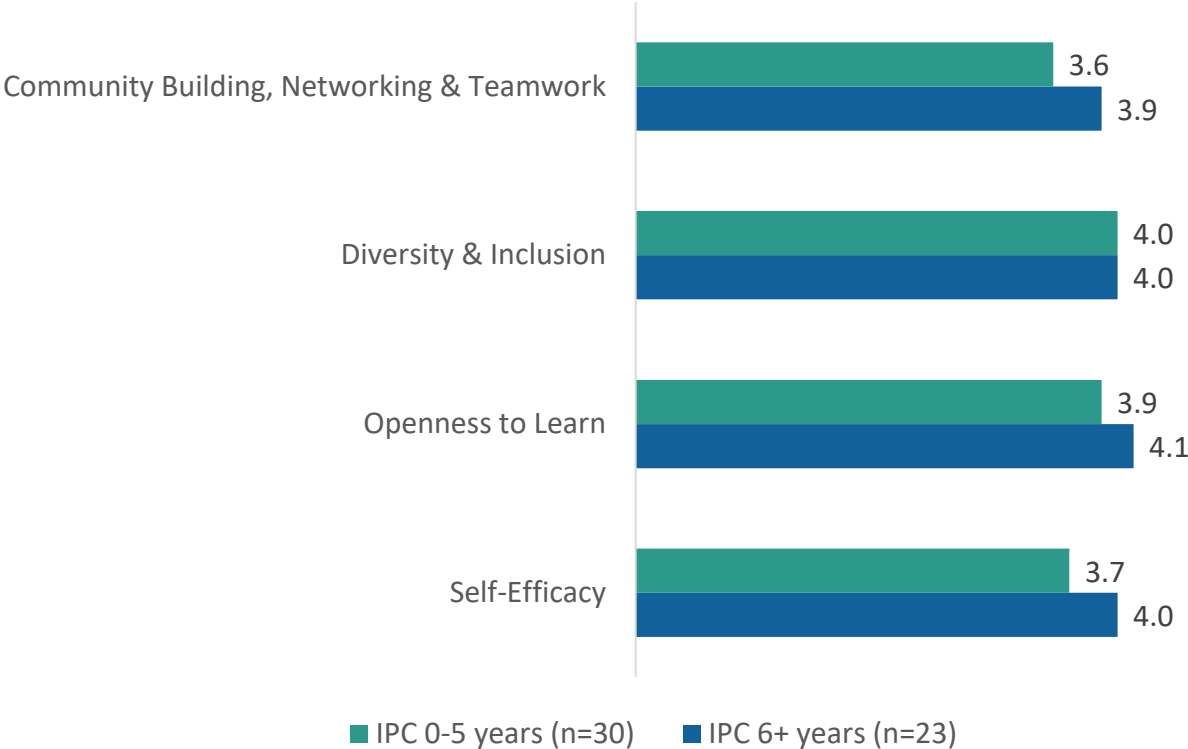 Community Building, Networking & Teamwork
3.6
3.9
Diversity & Inclusion
4.0
4.0
Openness to Learn
3.9
4.1
Self-Efficacy
3.7
4.0
IPC 0-5 years (n=30) IPC 6+ years (n=23)